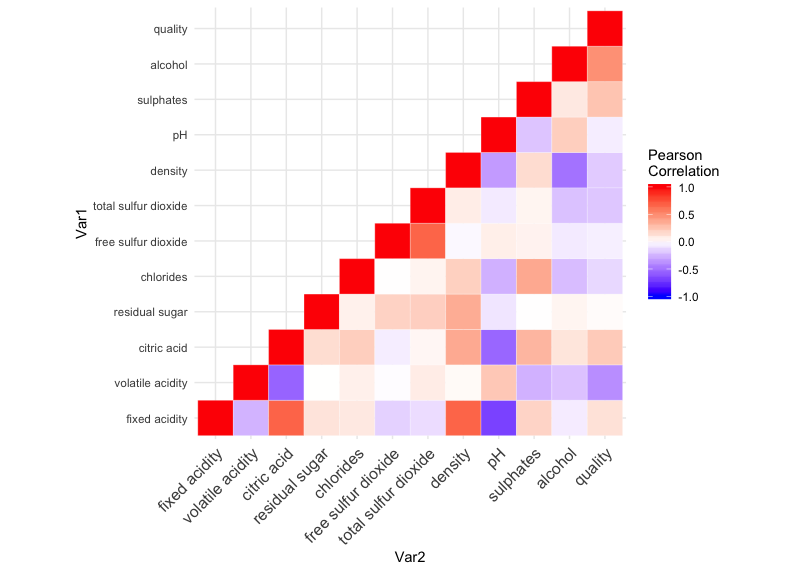 quality
alcohol
sulphates
pH
density
total sulfur dioxide
free sulfur dioxide
chlorides
residual sugar
citric acid
volatile acidity
fixed acidity
Var1
fixed acidity
volatile acidity
citric acid
residual sugar
chlorides
free sulfur dioxide
total sulfur dioxide
density
pH
sulphates
alcohol
quality
Var2
Pearson
Correlation
1.0
0.5
0.0
-0.5
-1.0